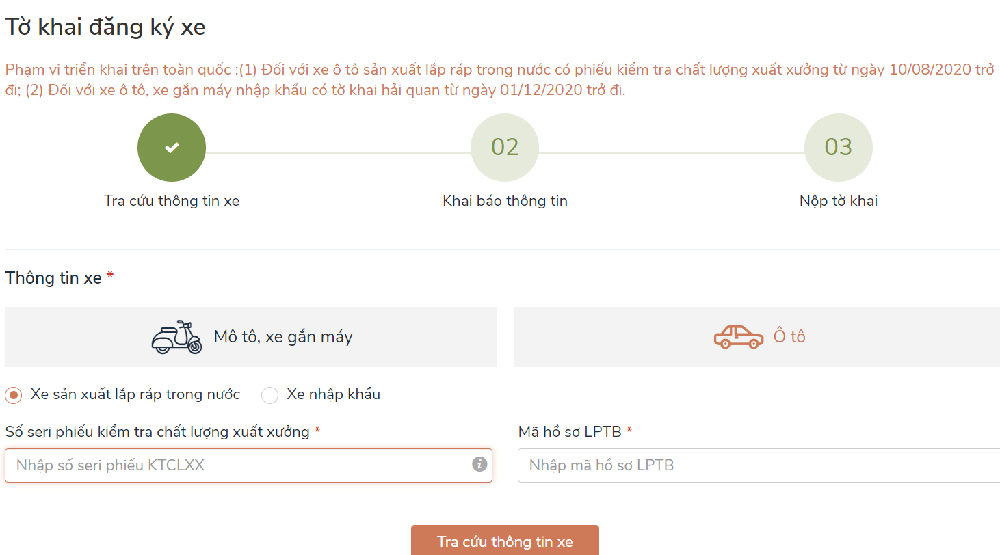 Tờ khai đăng ký xe
Phạm vi triển khai trên toàn quốc :(1) Đối với xe ô tô sản xuất lắp ráp trong nước có phiếu kiểm tra chất lượng xuất xưởng từ ngày 10/08/2020 trở
đi; (2) Đối với xe ô tô, xe gắn máy nhập khẩu có tờ khai hải quan từ ngày 01/12/2020 trở đi.
02
03
Tra cứu thông tin xe
Khai báo thông tin
Nộp tờ khai
Thông tin xe *
Mô tô, xe gắn máy
Ô tô
Xe sản xuất lắp ráp trong nước
Xe nhập khẩu
Số seri phiếu kiểm tra chất lượng xuất xưởng *
Mã hồ sơ LPTB *
Nhập số seri phiếu KTCLXX
Nhập mã hồ sơ LPTB
Tra cứu thông tin xe